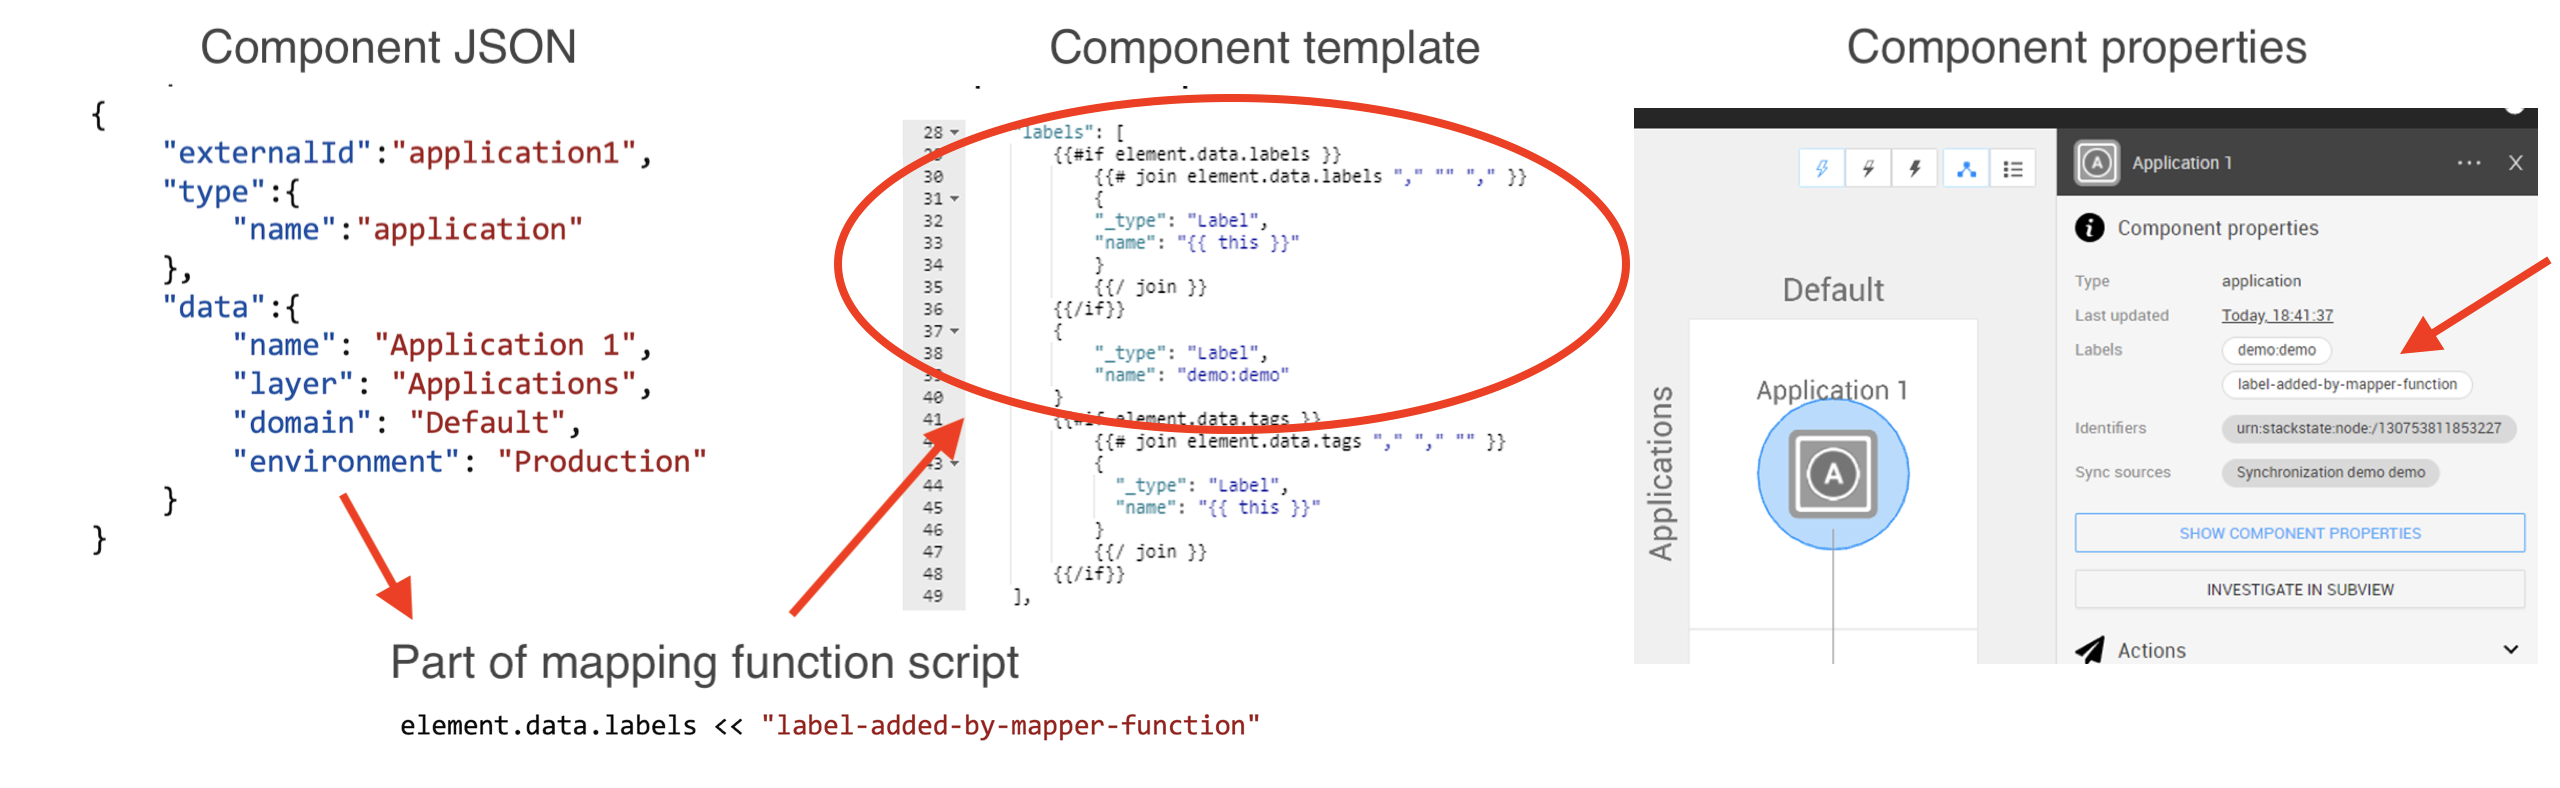 Component JSON
{
"externalId":"application1",
"type":{
"name":"application"
},
"data":{
"name": "Application 1",
"layer": "Applications",
"domain": "Default",
"environment": "Production"
}
}
Component template
28 "labels": [
29 {{#if element.data.labels }}
30 {{# join element.data.labels "," "" "," }}
31 {
32 "_type": "Label",
33 "name": "{{ this }}"
34 }
35 {{/ join }}
36 {{/if}}
37 {
38 "_type": "Label",
39 "name": "demo:demo"
40 }
41 {{#if element.data.tags }}
42 {{# join element.data.tags "," "," "" }}
43 {
44 "_type": "Label",
45 "name": "{{ this }}"
46 }
47 {{/ join }}
48 {{/if}}
49 ],
Part of mapping function script
element.data.labels << "label-added-by-mapper-function"
Component properties
Default
Applications
Application 1
A
A
Application 1
... X
i Component properties
Type application
Last updated Today, 18:41:37
Labels demo:demo
label-added-by-mapper-function
Identifiers urn:stackstate:node:/130753811853227
Sync sources Synchronization demo demo
SHOW COMPONENT PROPERTIES
INVESTIGATE IN SUBVIEW
Actions